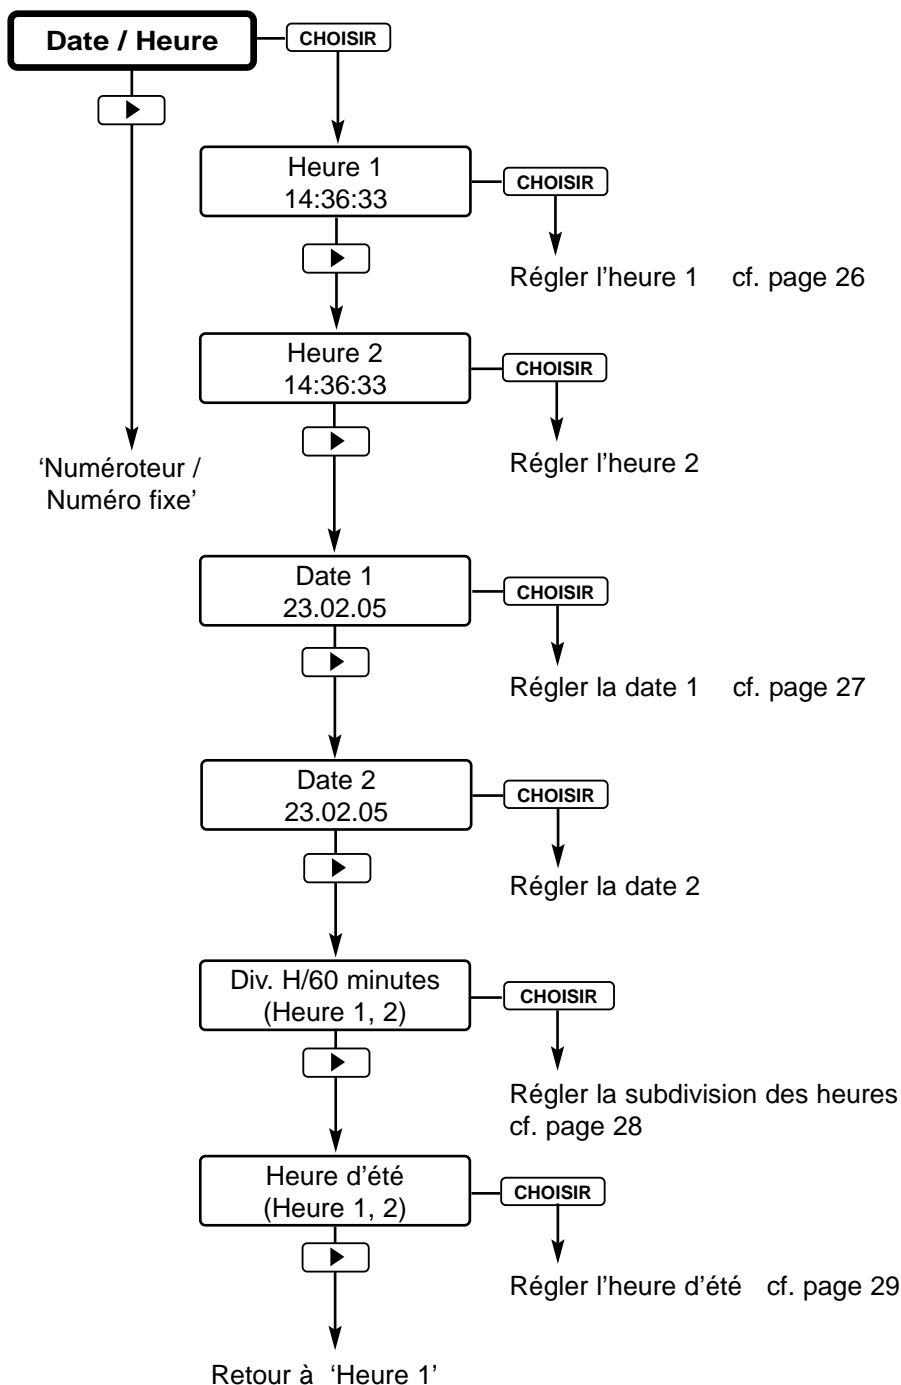 Date / Heure
CHOISIR
Heure 1
14:36:33
CHOISIR
Régler l’heure 1 cf. page 26
Heure 2
14:36:33
CHOISIR
Régler l’heure 2
‘Numéroteur /
Numéro fixe’
Date 1
23.02.05
CHOISIR
Régler la date 1 cf. page 27
Date 2
23.02.05
CHOISIR
Régler la date 2
Div. H/60 minutes
(Heure 1, 2)
CHOISIR
Régler la subdivision des heures
cf. page 28
Heure d’été
(Heure 1, 2)
CHOISIR
Régler l’heure d’été cf. page 29
Retour à ‘Heure 1’